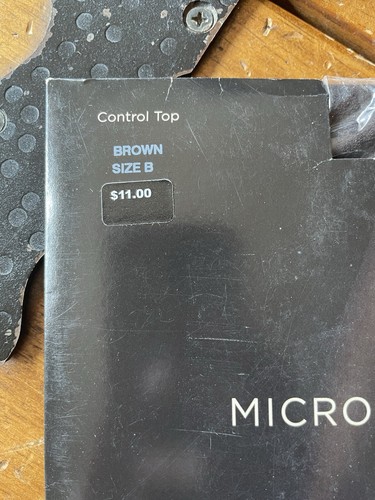 Control Top
BROWN
SIZE B
$11.00
MICRO